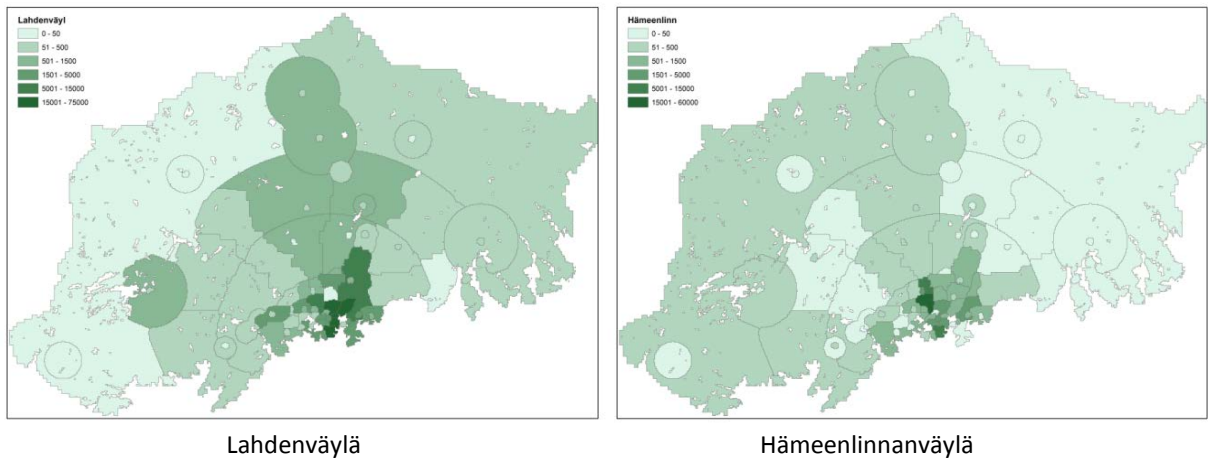 Lahdenväyl
0 - 50
51 - 500
501 - 1500
1501 - 5000
5001 - 15000
15001 - 75000
Hämeenlinn
0 - 50
51 - 500
501 - 1500
1501 - 5000
5001 - 15000
15001 - 60000
Lahdenväylä
Hämeenlinnanväylä